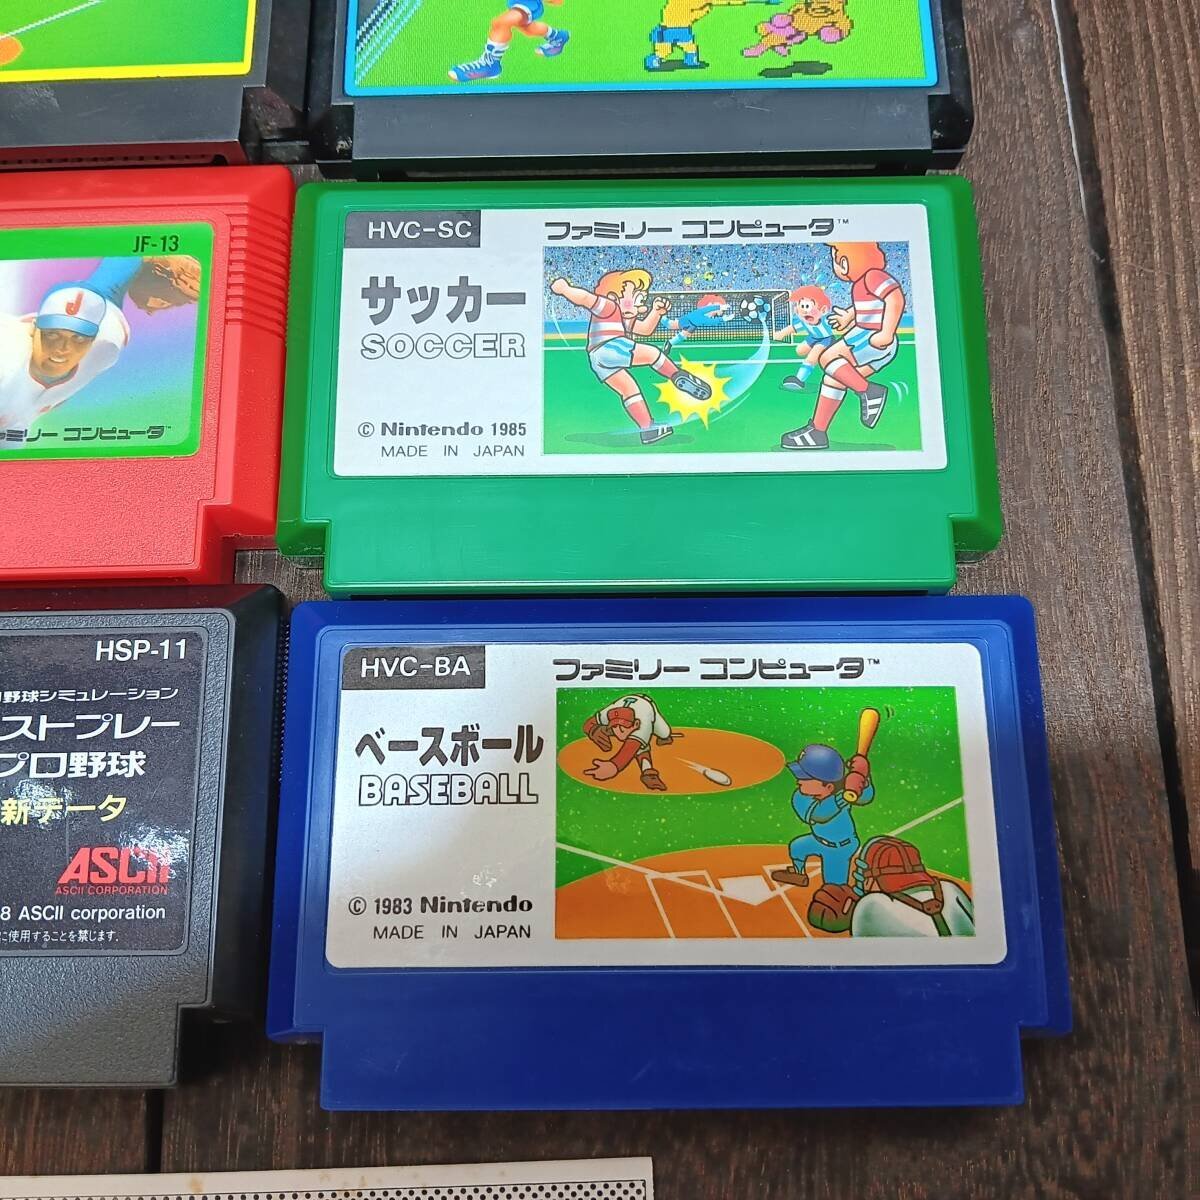 JF-13
J
ミリー コンピュータ™
HVC-SC
ファミリー コンピュータ™
サッカー
SOCCER
© Nintendo 1985
MADE IN JAPAN
HSP-11
野球シミュレーション
ストプレー
プロ野球
新データ
ASCII
ASCII CORPORATION
8 ASCII corporation
に使用することを禁じます.
HVC-BA
ファミリー コンピュータ™
ベースボール
BASEBALL
© 1983 Nintendo
MADE IN JAPAN
T